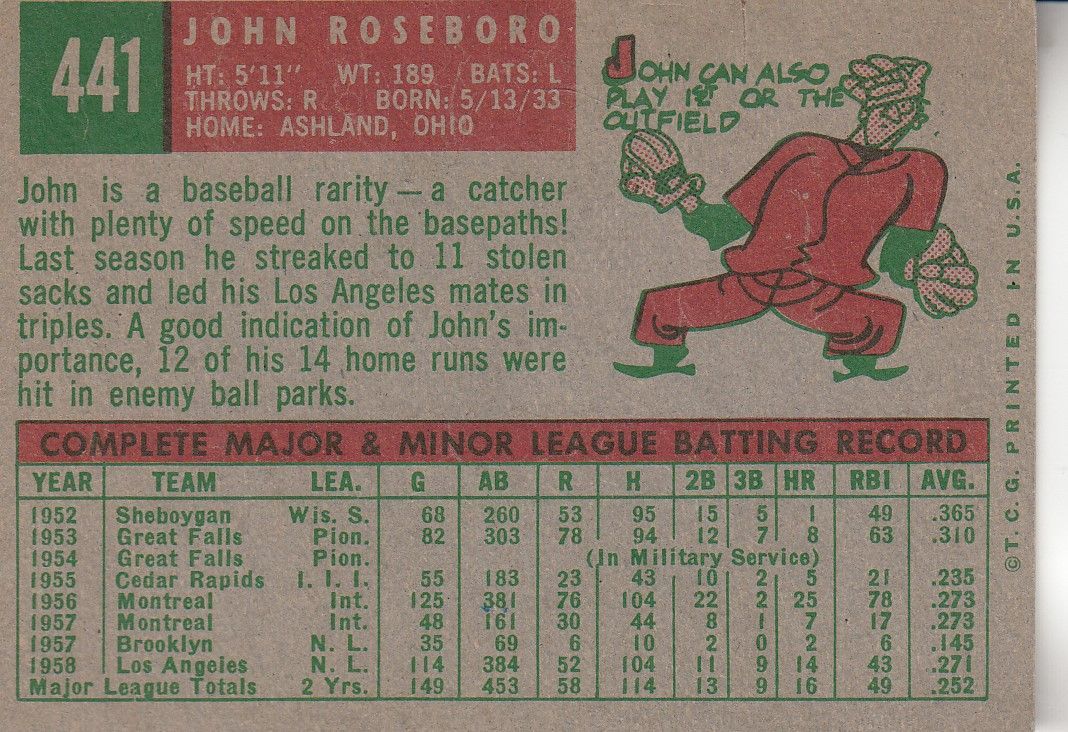 441
JOHN ROSEBORO
HT: 5'11" WT: 189 BATS: L
THROWS: R BORN: 5/13/33
HOME: ASHLAND, OHIO
JOHN CAN ALSO
PLAY 1ST OR THE
OUTFIELD
John is a baseball rarity — a catcher
with plenty of speed on the basepaths!
Last season he streaked to 11 stolen
sacks and led his Los Angeles mates in
triples. A good indication of John's im-
portance, 12 of his 14 home runs were
hit in enemy ball parks.
COMPLETE MAJOR & MINOR LEAGUE BATTING RECORD
YEAR TEAM LEA. G AB R H 2B 3B HR RBI AVG.
1952 Sheboygan Wis. S. 68 260 53 95 15 5 1 49 .365
1953 Great Falls Pion. 82 303 78 94 12 7 8 63 .310
1954 Great Falls Pion. (In Military Service)
1955 Cedar Rapids I. I. I. 55 183 23 43 10 2 5 21 .235
1956 Montreal Int. 125 381 76 104 22 2 25 78 .273
1957 Montreal Int. 48 161 30 44 8 1 7 17 .273
1957 Brooklyn N. L. 35 69 6 10 2 0 2 6 .145
1958 Los Angeles N. L. 114 384 52 104 11 9 14 43 .271
Major League Totals 2 Yrs. 149 453 58 114 13 9 16 49 .252
©T. C. G. PRINTED IN U.S.A.